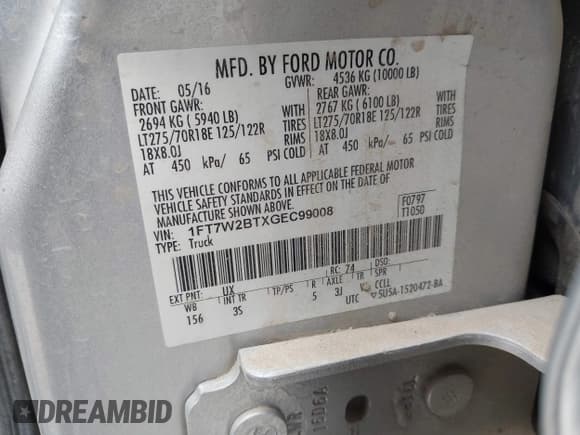 MFD. BY FORD MOTOR CO.
DATE: 05/16 GVWR: 4536 KG (10000 LB)
FRONT GAWR: REAR GAWR:
2694 KG ( 5940 LB) WITH 2767 KG ( 6100 LB) WITH
LT275/70R18E 125/122R TIRES LT275/70R18E 125/122R TIRES
18X8.0J RIMS 18X8.0J RIMS
AT 450 kPa/ 65 PSI COLD AT 450 kPa/ 65 PSI COLD
THIS VEHICLE CONFORMS TO ALL APPLICABLE FEDERAL MOTOR
VEHICLE SAFETY STANDARDS IN EFFECT ON THE DATE OF
MANUFACTURE SHOWN ABOVE.
VIN: 1FT7W2BTXGEC99008 F0797
TYPE: Truck T1050
EXT PNT: UX RC: 74 DSO:
WB INT TR TP/PS R AXLE TR SPR
156 3S 5 3J CCLL
UTC ▽SU5A-1520472-BA
DREAMBID